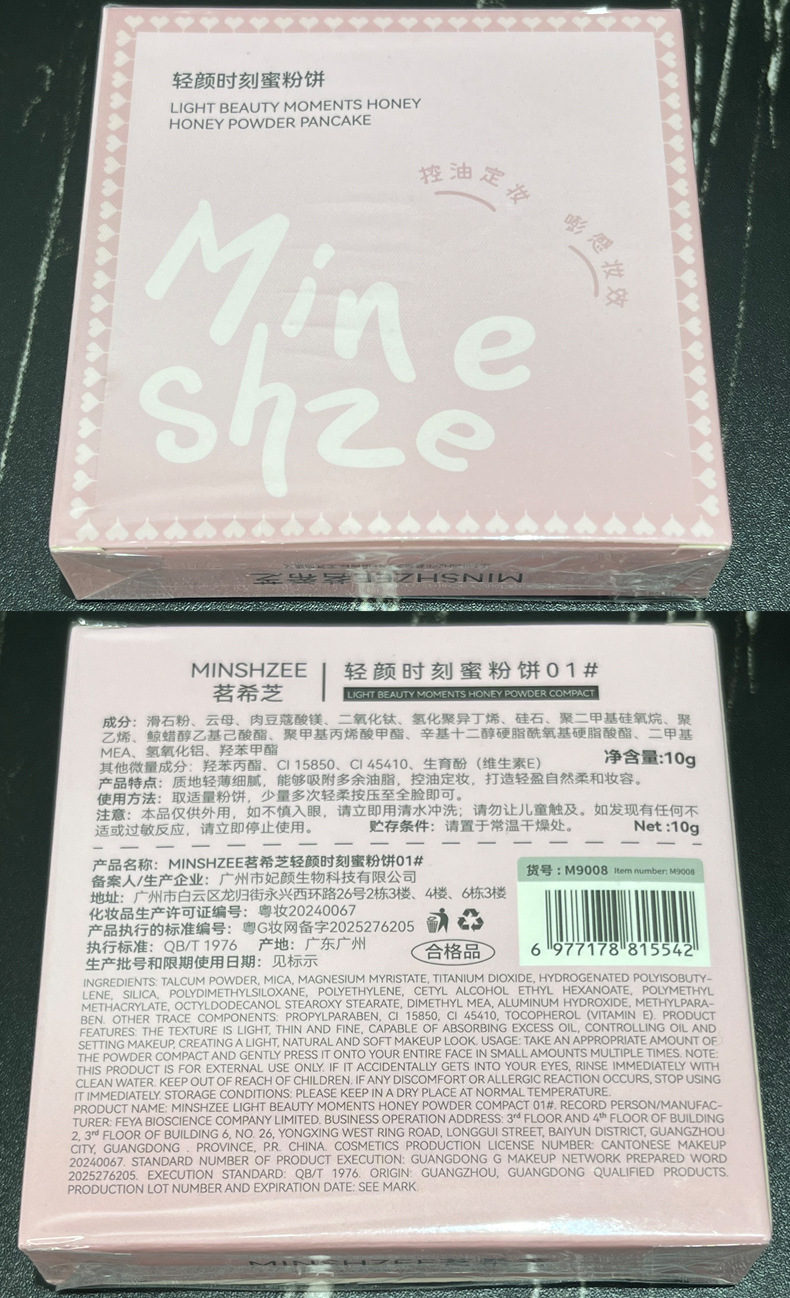 轻颜时刻蜜粉饼
LIGHT BEAUTY MOMENTS HONEY
HONEY POWDER PANCAKE
控油定妆
嘭感妆效
Min e
shze
MINSHZEE茗希芝
MINSHZEE
茗希芝
轻颜时刻蜜粉饼01#
LIGHT BEAUTY MOMENTS HONEY POWDER COMPACT
成分：滑石粉、云母、肉豆蔻酸镁、二氧化钛、氢化聚异丁烯、硅石、聚二甲基硅氧烷、聚
乙烯、鲸蜡醇乙基己酸酯、聚甲基丙烯酸甲酯、辛基十二醇硬脂酰氧基硬脂酸酯、二甲基
MEA、氢氧化铝、羟苯甲酯
其他微量成分：羟苯丙酯、CI 15850、CI 45410、生育酚（维生素E）
净含量:10g
产品特点：质地轻薄细腻，能够吸附多余油脂，控油定妆，打造轻盈自然柔和妆容。
使用方法：取适量粉饼，少量多次轻柔按压至全脸即可。
注意：本品仅供外用，如不慎入眼，请立即用清水冲洗；请勿让儿童触及。如发现有任何不
适或过敏反应，请立即停止使用。 贮存条件：请置于常温干燥处。 Net :10g
产品名称：MINSHZEE茗希芝轻颜时刻蜜粉饼01#
备案人/生产企业：广州市妃颜生物科技有限公司
地址：广州市白云区龙归街永兴西环路26号2栋3楼、4楼、6栋3楼
化妆品生产许可证编号：粤妆20240067
产品执行的标准编号：粤G妆网备字2025276205
执行标准：QB/T 1976 产地：广东广州
生产批号和限期使用日期：见标示
合格品
货号：M9008 Item number: M9008
6 977178 815542
INGREDIENTS: TALCUM POWDER, MICA, MAGNESIUM MYRISTATE, TITANIUM DIOXIDE, HYDROGENATED POLYISOBUTY-
LENE, SILICA, POLYDIMETHYLSILOXANE, POLYETHYLENE, CETYL ALCOHOL ETHYL HEXANOATE, POLYMETHYL
METHACRYLATE, OCTYLDODECANOL STEAROXY STEARATE, DIMETHYL MEA, ALUMINUM HYDROXIDE, METHYLPARA-
BEN. OTHER TRACE COMPONENTS: PROPYLPARABEN, CI 15850, CI 45410, TOCOPHEROL (VITAMIN E). PRODUCT
FEATURES: THE TEXTURE IS LIGHT, THIN AND FINE, CAPABLE OF ABSORBING EXCESS OIL, CONTROLLING OIL AND
SETTING MAKEUP, CREATING A LIGHT, NATURAL AND SOFT MAKEUP LOOK. USAGE: TAKE AN APPROPRIATE AMOUNT OF
THE POWDER COMPACT AND GENTLY PRESS IT ONTO YOUR ENTIRE FACE IN SMALL AMOUNTS MULTIPLE TIMES. NOTE:
THIS PRODUCT IS FOR EXTERNAL USE ONLY. IF IT ACCIDENTALLY GETS INTO YOUR EYES, RINSE IMMEDIATELY WITH
CLEAN WATER. KEEP OUT OF REACH OF CHILDREN. IF ANY DISCOMFORT OR ALLERGIC REACTION OCCURS, STOP USING
IT IMMEDIATELY. STORAGE CONDITIONS: PLEASE KEEP IN A DRY PLACE AT NORMAL TEMPERATURE.
PRODUCT NAME: MINSHZEE LIGHT BEAUTY MOMENTS HONEY POWDER COMPACT 01#. RECORD PERSON/MANUFAC-
TURER: FEYA BIOSCIENCE COMPANY LIMITED. BUSINESS OPERATION ADDRESS: 3rd FLOOR AND 4th FLOOR OF BUILDING
2, 3rd FLOOR OF BUILDING 6, NO. 26, YONGXING WEST RING ROAD, LONGGUI STREET, BAIYUN DISTRICT, GUANGZHOU
CITY, GUANGDONG . PROVINCE, P.R. CHINA. COSMETICS PRODUCTION LICENSE NUMBER: CANTONESE MAKEUP
20240067. STANDARD NUMBER OF PRODUCT EXECUTION: GUANGDONG G MAKEUP NETWORK PREPARED WORD
2025276205. EXECUTION STANDARD: QB/T 1976. ORIGIN: GUANGZHOU, GUANGDONG QUALIFIED PRODUCTS.
PRODUCTION LOT NUMBER AND EXPIRATION DATE: SEE MARK.